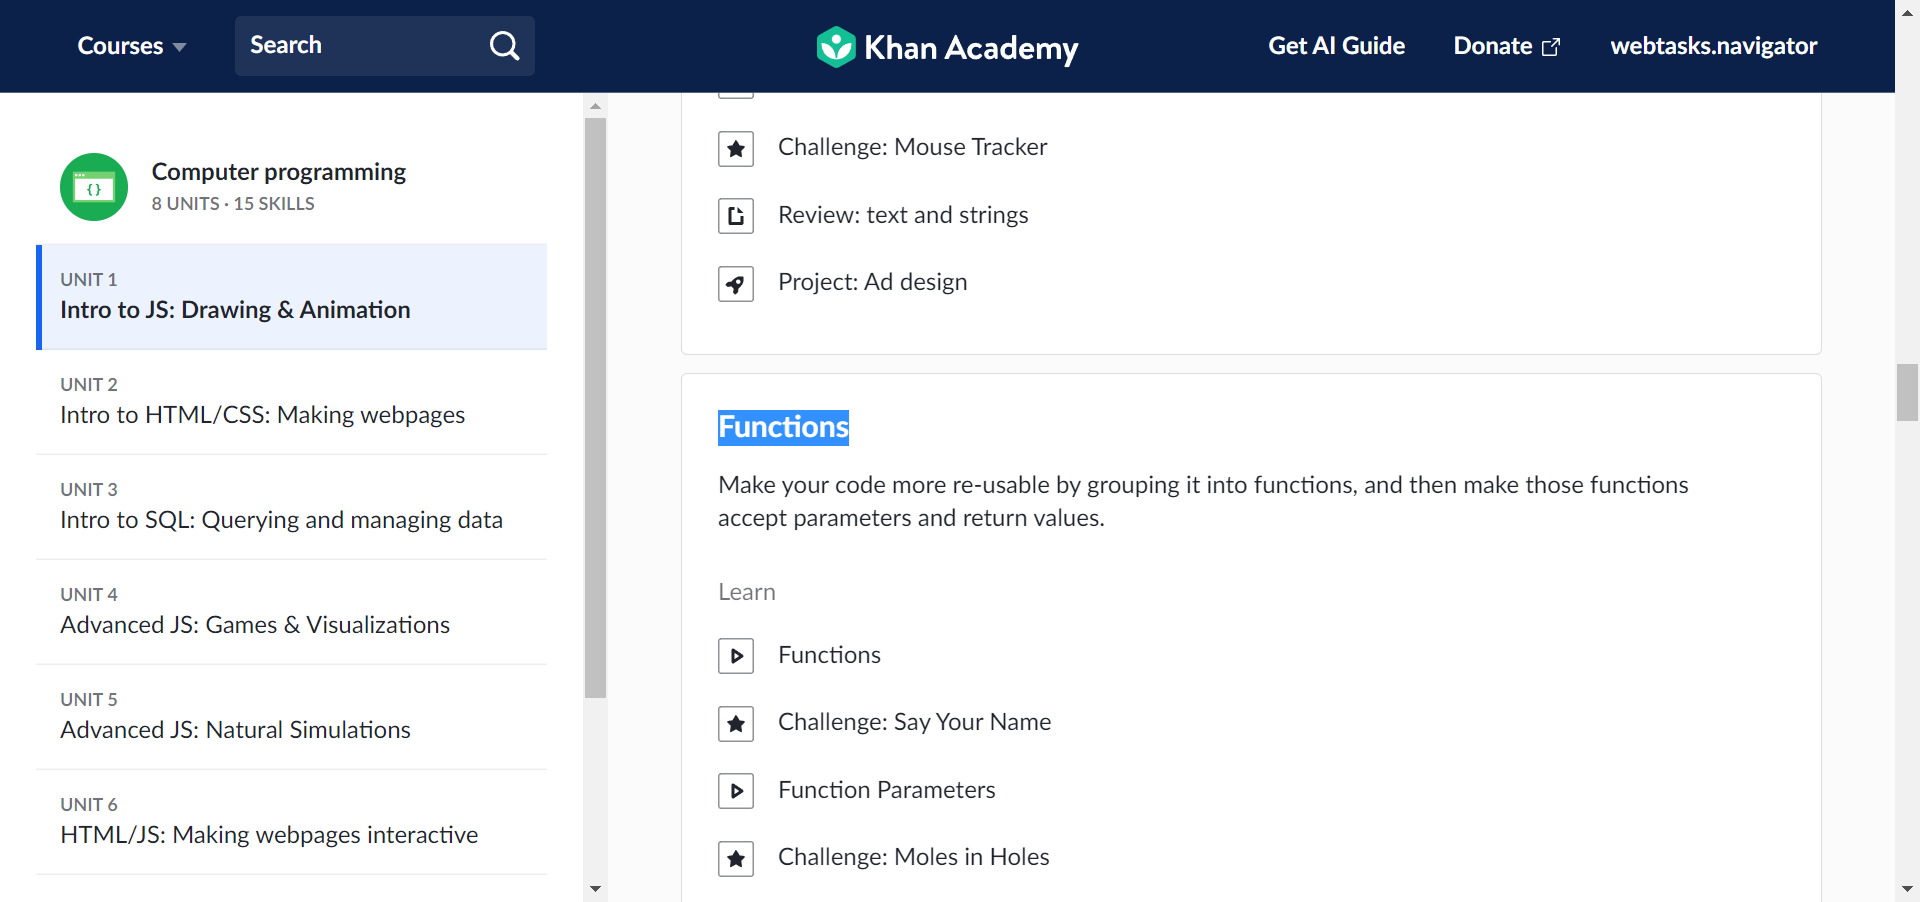 Courses
Search
Khan Academy
Get AI Guide
Donate
webtasks.navigator
Computer programming
8 UNITS · 15 SKILLS
UNIT 1
Intro to JS: Drawing & Animation
UNIT 2
Intro to HTML/CSS: Making webpages
UNIT 3
Intro to SQL: Querying and managing data
UNIT 4
Advanced JS: Games & Visualizations
UNIT 5
Advanced JS: Natural Simulations
UNIT 6
HTML/JS: Making webpages interactive
Challenge: Mouse Tracker
Review: text and strings
Project: Ad design
Functions
Make your code more re-usable by grouping it into functions, and then make those functions
accept parameters and return values.
Learn
Functions
Challenge: Say Your Name
Function Parameters
Challenge: Moles in Holes